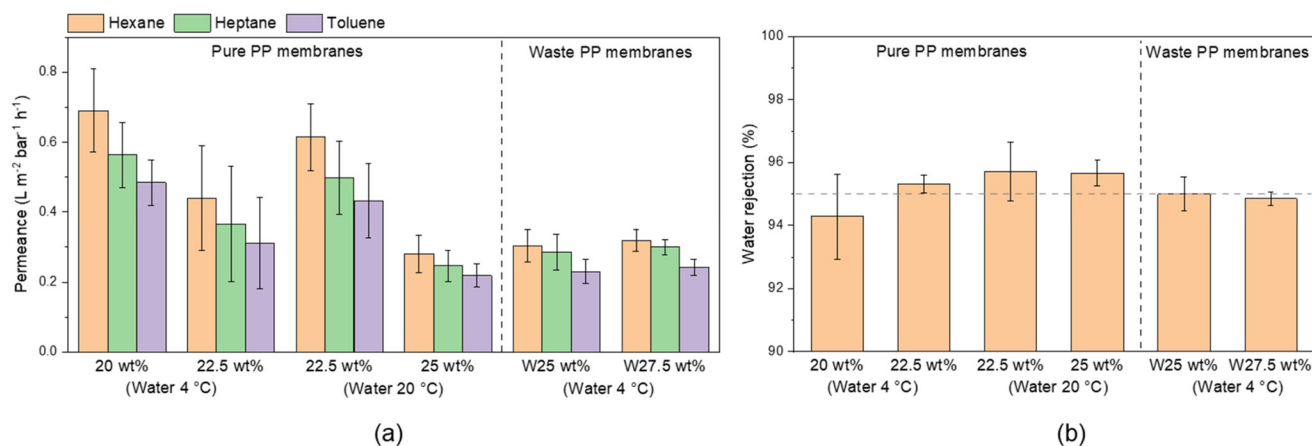 Hexane Heptane Toluene
Pure PP membranes Waste PP membranes
Permeance (L m⁻² bar⁻¹ h⁻¹)
0.8
0.6
0.4
0.2
0.0
20 wt% 22.5 wt% 22.5 wt% 25 wt% W25 wt% W27.5 wt%
(Water 4 °C) (Water 20 °C) (Water 4 °C)
(a)
Pure PP membranes Waste PP membranes
Water rejection (%)
100
98
96
94
92
90
20 wt% 22.5 wt% 22.5 wt% 25 wt% W25 wt% W27.5 wt%
(Water 4 °C) (Water 20 °C) (Water 4 °C)
(b)